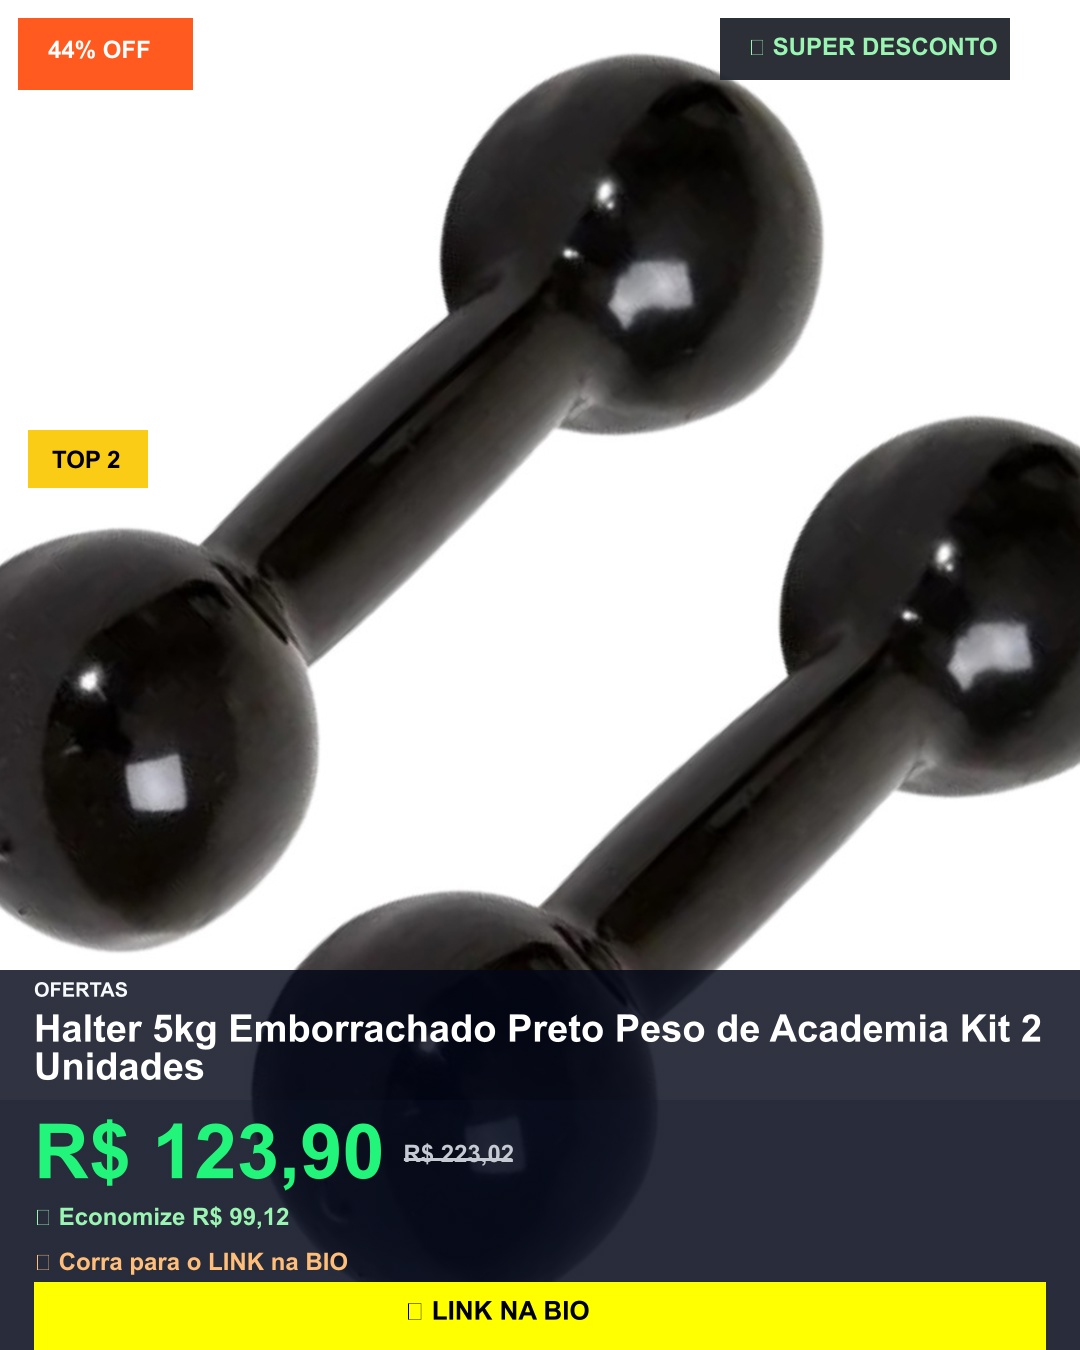 44% OFF
SUPER DESCONTO
TOP 2
OFERTAS
Halter 5kg Emborrachado Preto Peso de Academia Kit 2
Unidades
R$ 123,90 R$ 223,02
Economize R$ 99,12
Corra para o LINK na BIO
LINK NA BIO